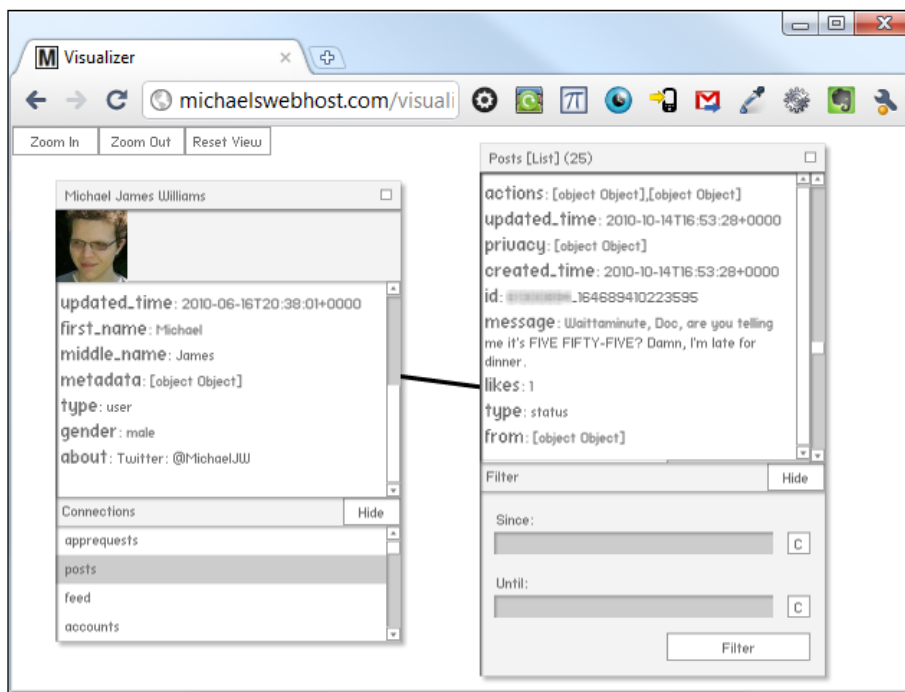 Visualizer
michaelswebhost.com/visuali
Zoom In
Zoom Out
Reset View
Michael James Williams
updated_time: 2010-06-16T20:38:01+0000
first_name: Michael
middle_name: James
metadata: [object Object]
type: user
gender: male
about: Twitter: @MichaelJW
Connections
Hide
apprequests
posts
feed
accounts
Posts [List] (25)
actions: [object Object],[object Object]
updated_time: 2010-10-14T16:53:28+0000
privacy: [object Object]
created_time: 2010-10-14T16:53:28+0000
id: _164689410223595
message: Waittaminute, Doc, are you telling
me it's FIVE FIFTY-FIVE? Damn, I'm late for
dinner.
likes: 1
type: status
from: [object Object]
Filter
Hide
Since:
C
Until:
C
Filter